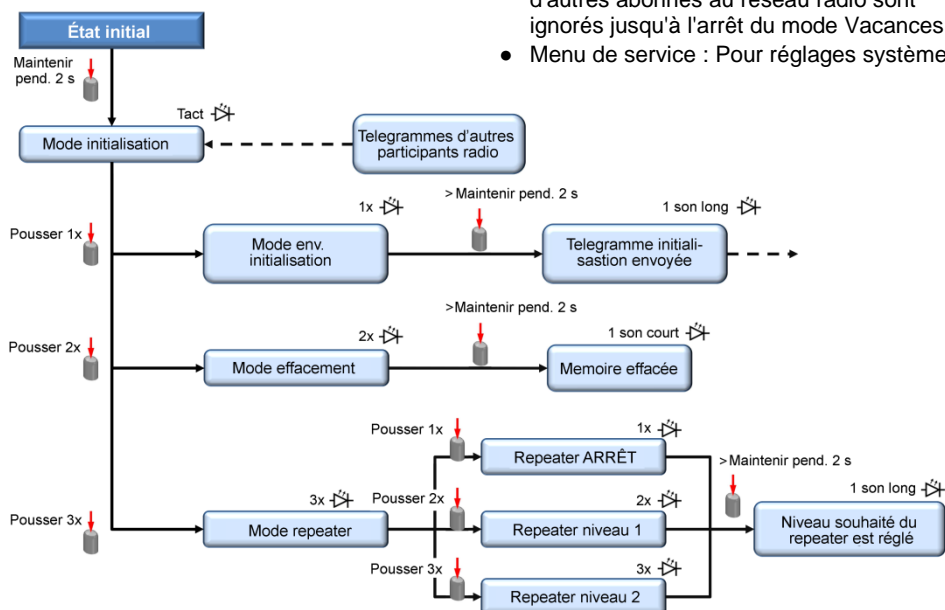 d'autres abonnés au réseau radio sont
ignorés jusqu'à l'arrêt du mode Vacances
● Menu de service : Pour réglages système
État initial
Maintenir
pend. 2 s
Tact
Mode initialisation
Telegrammes d'autres
participants radio
Pousser 1x
1x
Mode env.
initialisation
> Maintenir pend. 2 s
1 son long
Telegramme initiali-
sastion envoyée
Pousser 2x
2x
Mode effacement
>Maintenir pend. 2 s
1 son court
Memoire effacée
Pousser 3x
3x
Mode repeater
Pousser 1x
1x
Repeater ARRÊT
Pousser 2x
2x
Repeater niveau 1
Pousser 3x
3x
Repeater niveau 2
>Maintenir pend. 2 s
1 son long
Niveau souhaité du
repeater est réglé